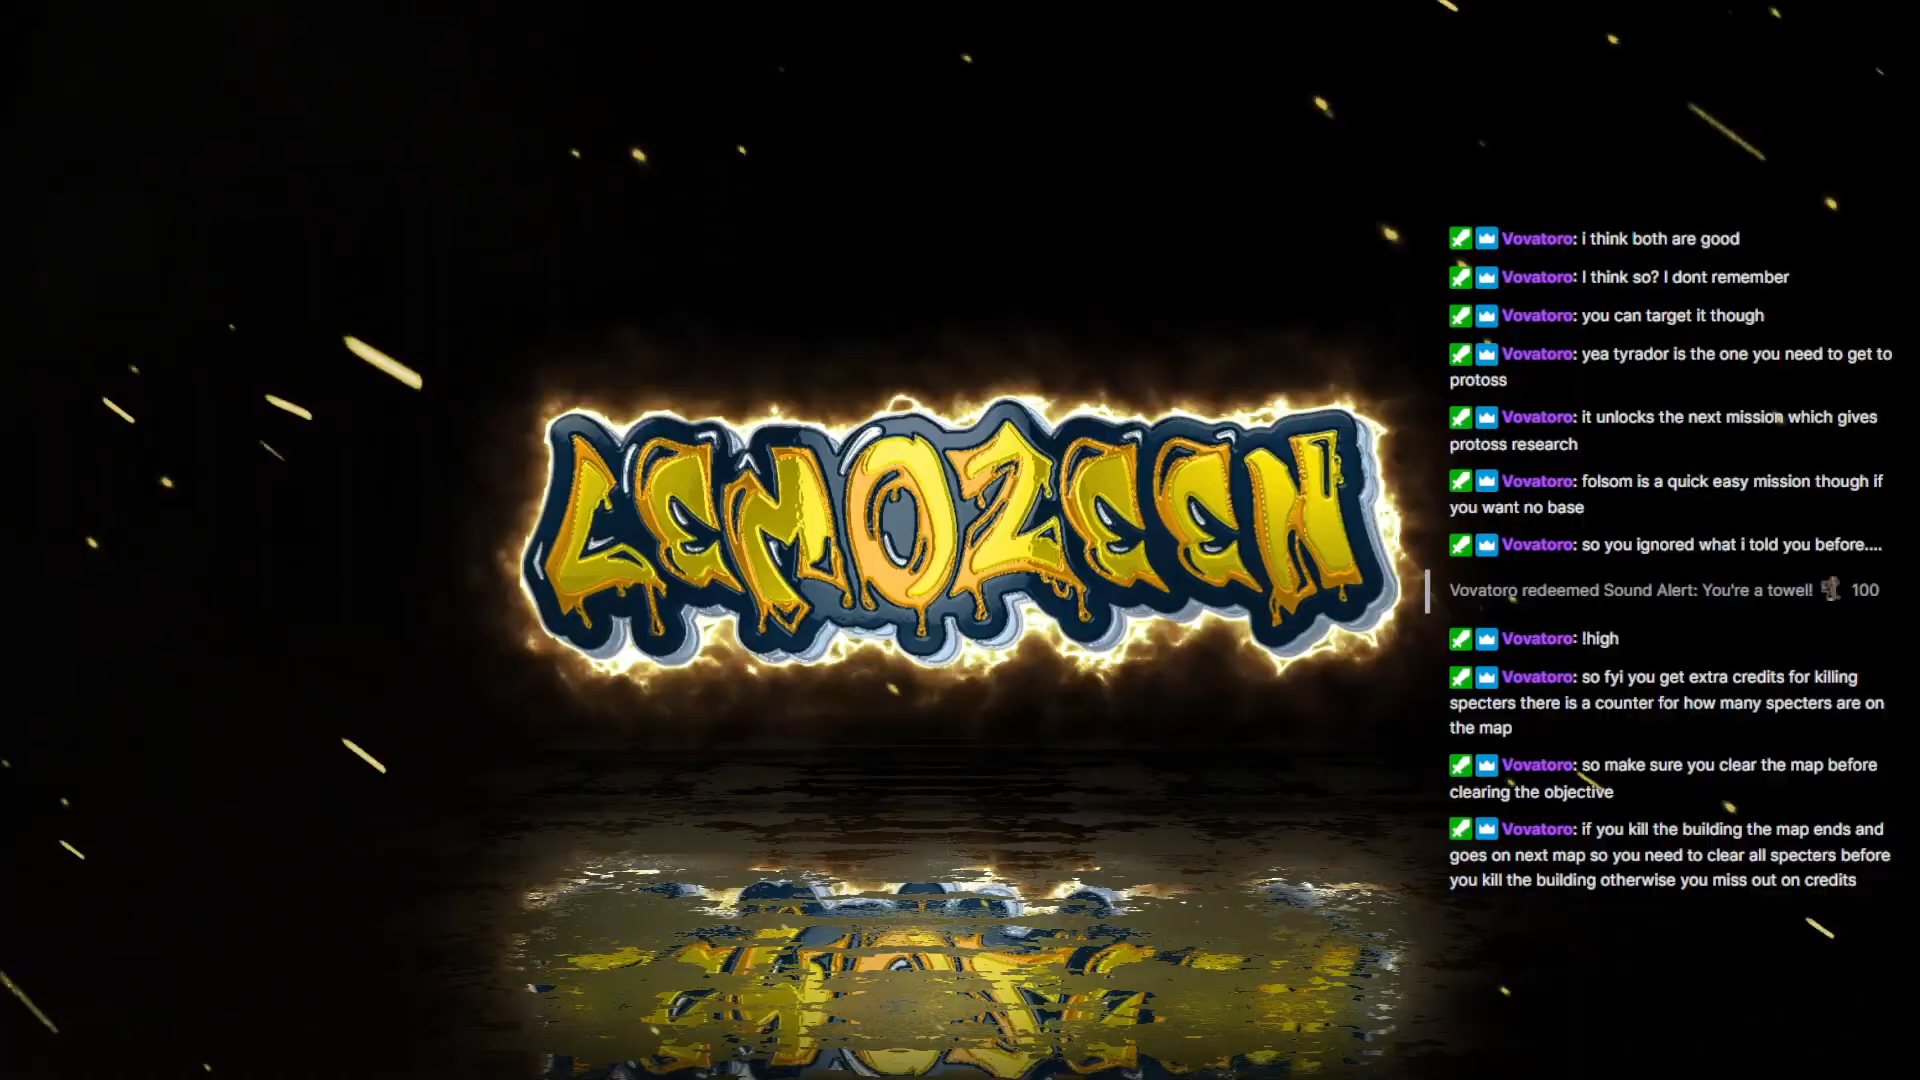 LEMOZEEN
Vovatoro: i think both are good
Vovatoro: I think so? I dont remember
Vovatoro: you can target it though
Vovatoro: yea tyrador is the one you need to get to
protoss
Vovatoro: it unlocks the next mission which gives
protoss research
Vovatoro: folsom is a quick easy mission though if
you want no base
Vovatoro: so you ignored what i told you before....
Vovatoro redeemed Sound Alert: You're a towel! 100
Vovatoro: !high
Vovatoro: so fyi you get extra credits for killing
specters there is a counter for how many specters are on
the map
Vovatoro: so make sure you clear the map before
clearing the objective
Vovatoro: if you kill the building the map ends and
goes on next map so you need to clear all specters before
you kill the building otherwise you miss out on credits